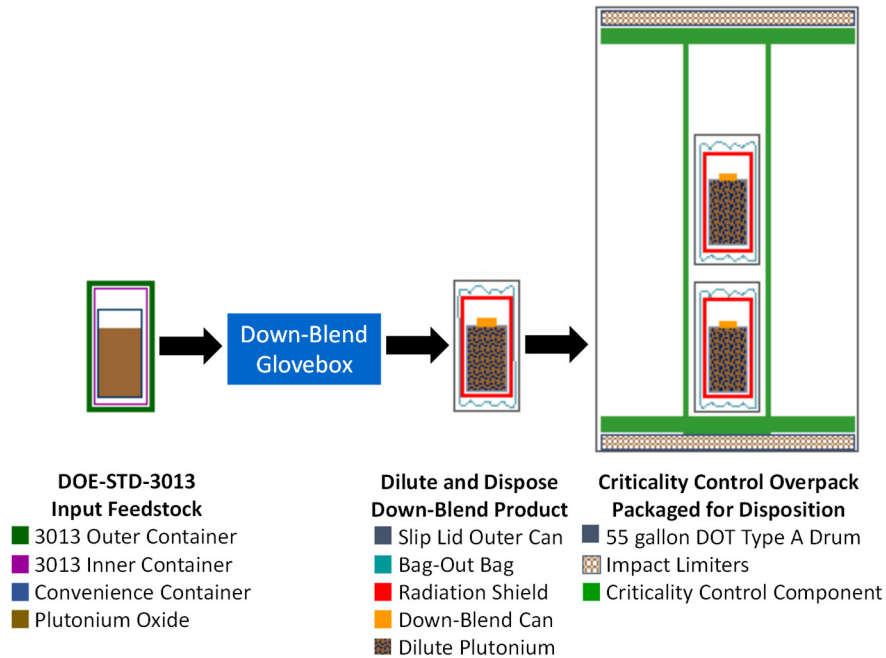 Down-Blend
Glovebox
DOE-STD-3013
Input Feedstock
3013 Outer Container
3013 Inner Container
Convenience Container
Plutonium Oxide
Dilute and Dispose
Down-Blend Product
Slip Lid Outer Can
Bag-Out Bag
Radiation Shield
Down-Blend Can
Dilute Plutonium
Criticality Control Overpack
Packaged for Disposition
55 gallon DOT Type A Drum
Impact Limiters
Criticality Control Component